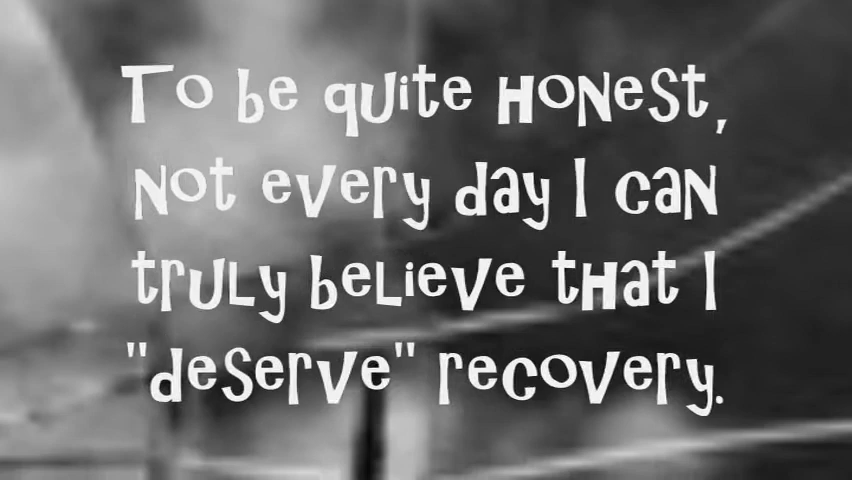 To be quite honest,
not every day I can
truly believe that I
"deserve" recovery.